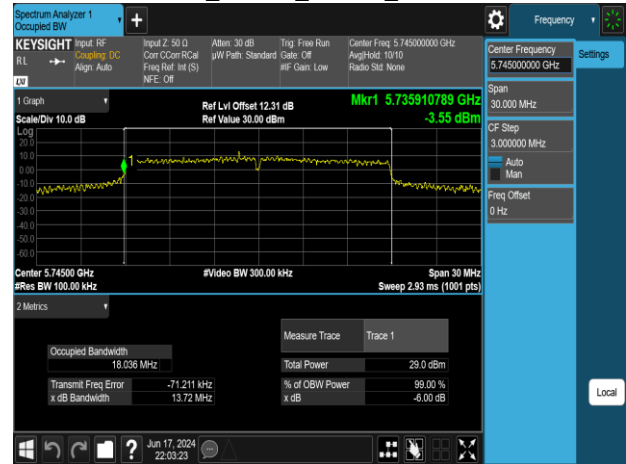 Spectrum Analyzer 1
Occupied BW
Frequency
KEYSIGHT
RL
LXI
Input: RF
Coupling: DC
Align: Auto
Input Z: 50 Ω
Corr CCorr RCal
Freq Ref: Int (S)
NFE: Off
Atten: 30 dB
µW Path: Standard
Trig: Free Run
Gate: Off
#IF Gain: Low
Center Freq: 5.745000000 GHz
Avg|Hold: 10/10
Radio Std: None
Center Frequency
5.745000000 GHz
Settings
Span
30.000 MHz
CF Step
3.000000 MHz
Auto
Man
Freq Offset
0 Hz
Local
1 Graph
Scale/Div 10.0 dB
Ref Lvl Offset 12.31 dB
Ref Value 30.00 dBm
Mkr1 5.735910789 GHz
-3.55 dBm
Log
20.0
10.0
0.00
-10.0
-20.0
-30.0
-40.0
-50.0
-60.0
1
Center 5.74500 GHz
#Video BW 300.00 kHz
Span 30 MHz
#Res BW 100.00 kHz
Sweep 2.93 ms (1001 pts)
2 Metrics
Measure Trace Trace 1
Occupied Bandwidth
18.036 MHz
Total Power 29.0 dBm
Transmit Freq Error -71.211 kHz
% of OBW Power 99.00 %
x dB Bandwidth 13.72 MHz
x dB -6.00 dB
Jun 17, 2024
22:03:23